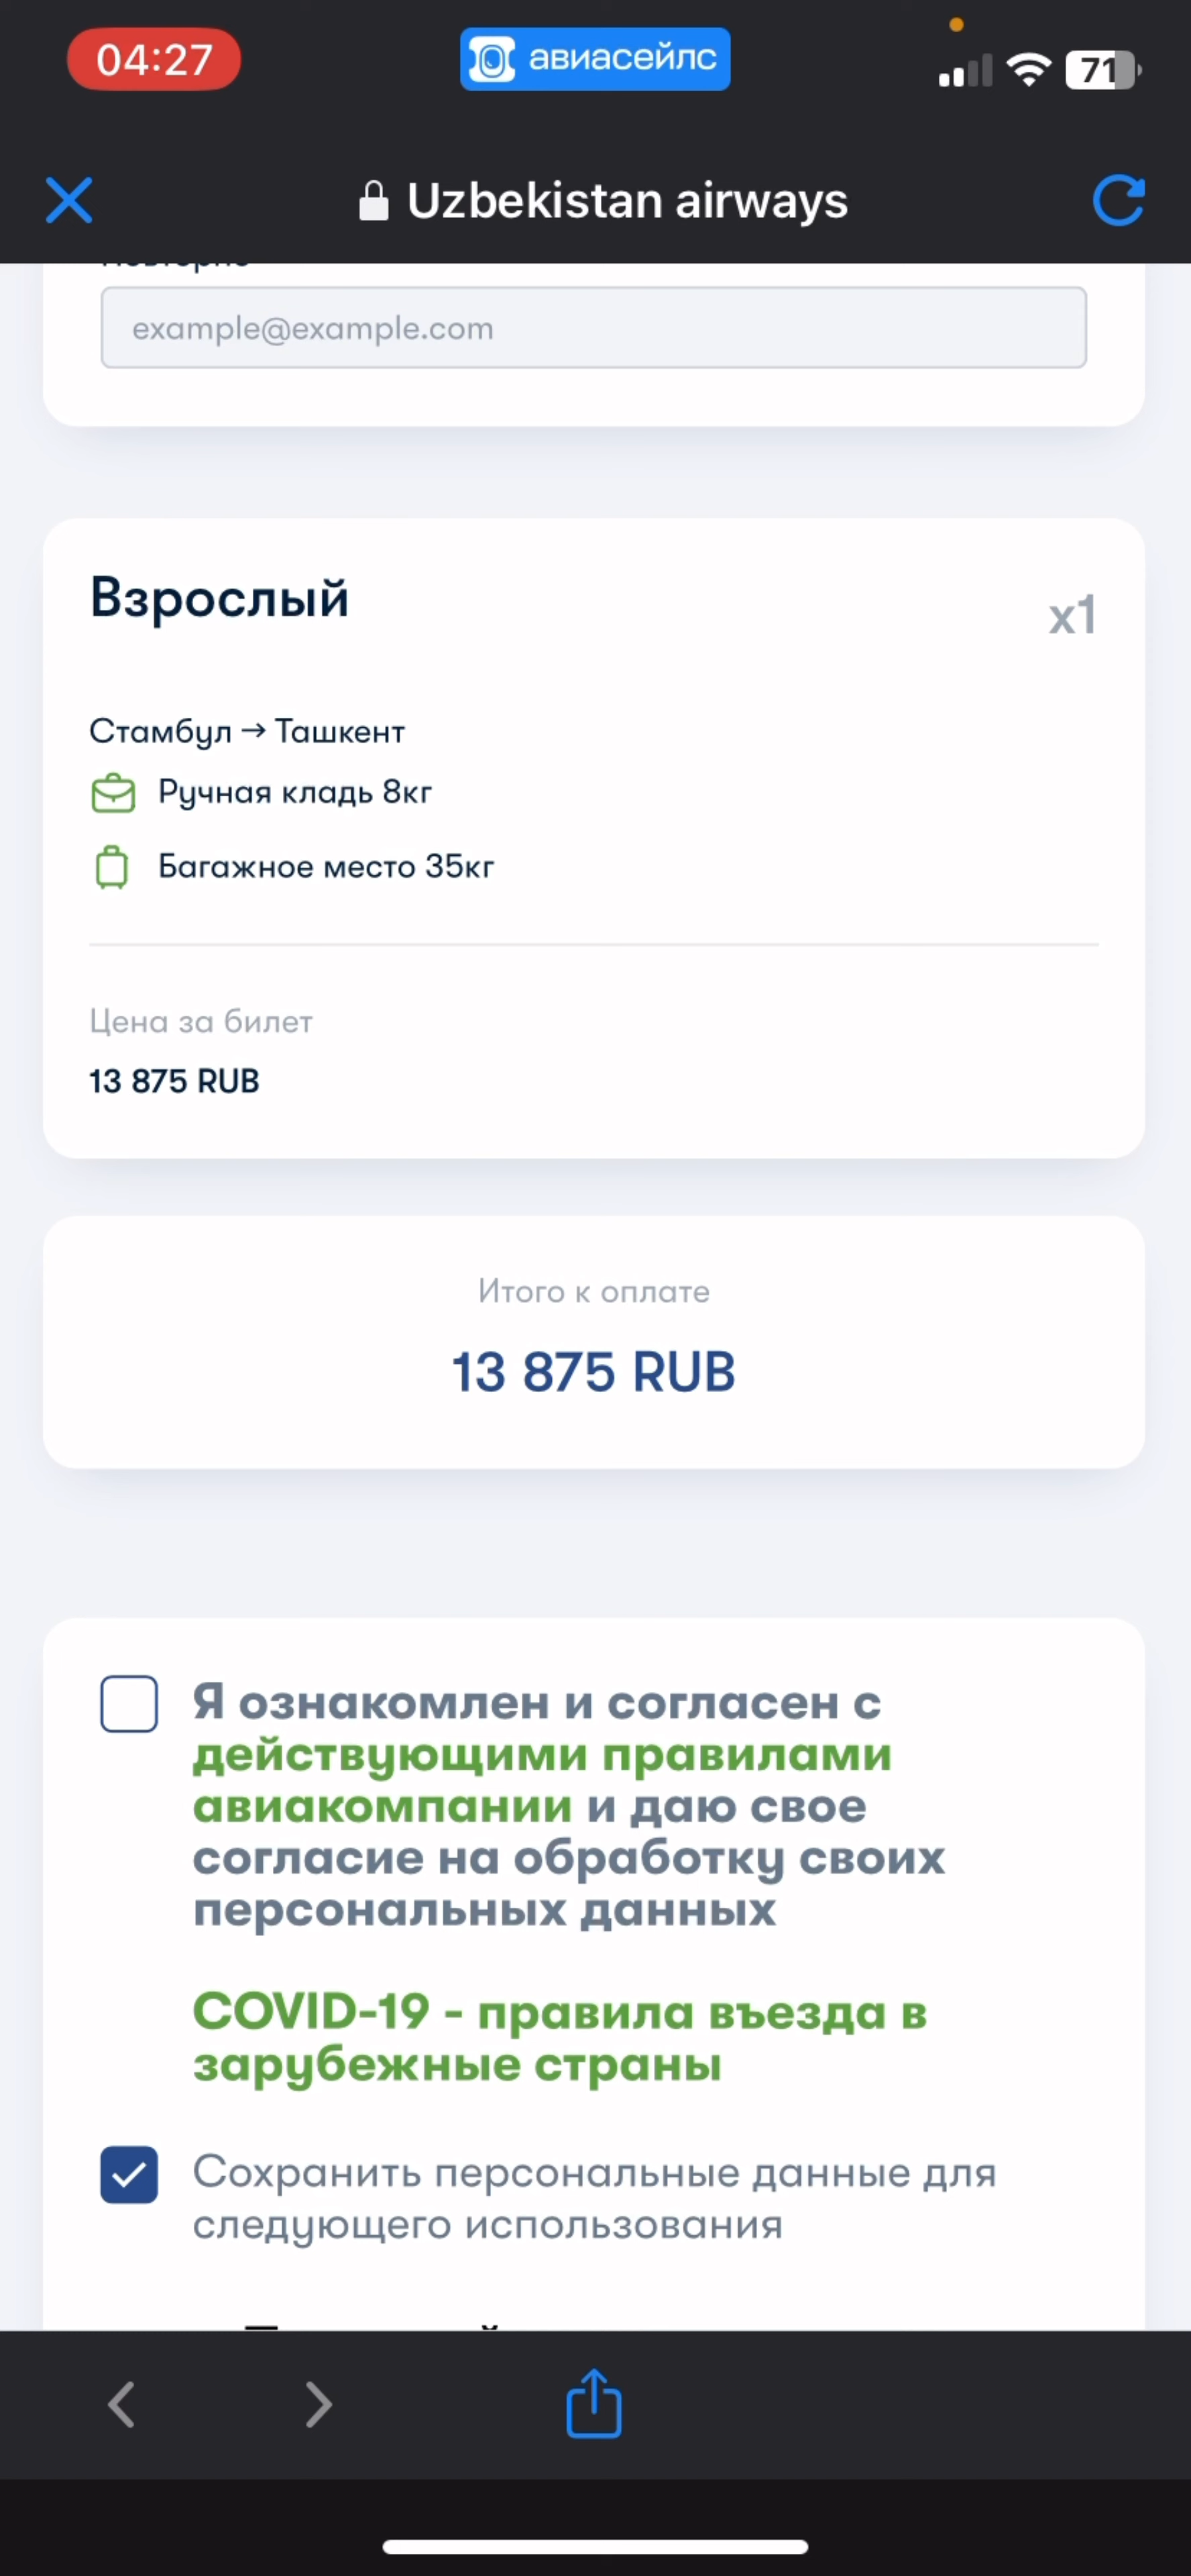 04:27
авиасейлс
71
Uzbekistan airways
example@example.com
Взрослый
x1
Стамбул → Ташкент
Ручная кладь 8кг
Багажное место 35кг
Цена за билет
13 875 RUB
Итого к оплате
13 875 RUB
Я ознакомлен и согласен с
действующими правилами
авиакомпании и даю свое
согласие на обработку своих
персональных данных
COVID-19 - правила въезда в
зарубежные страны
Сохранить персональные данные для
следующего использования